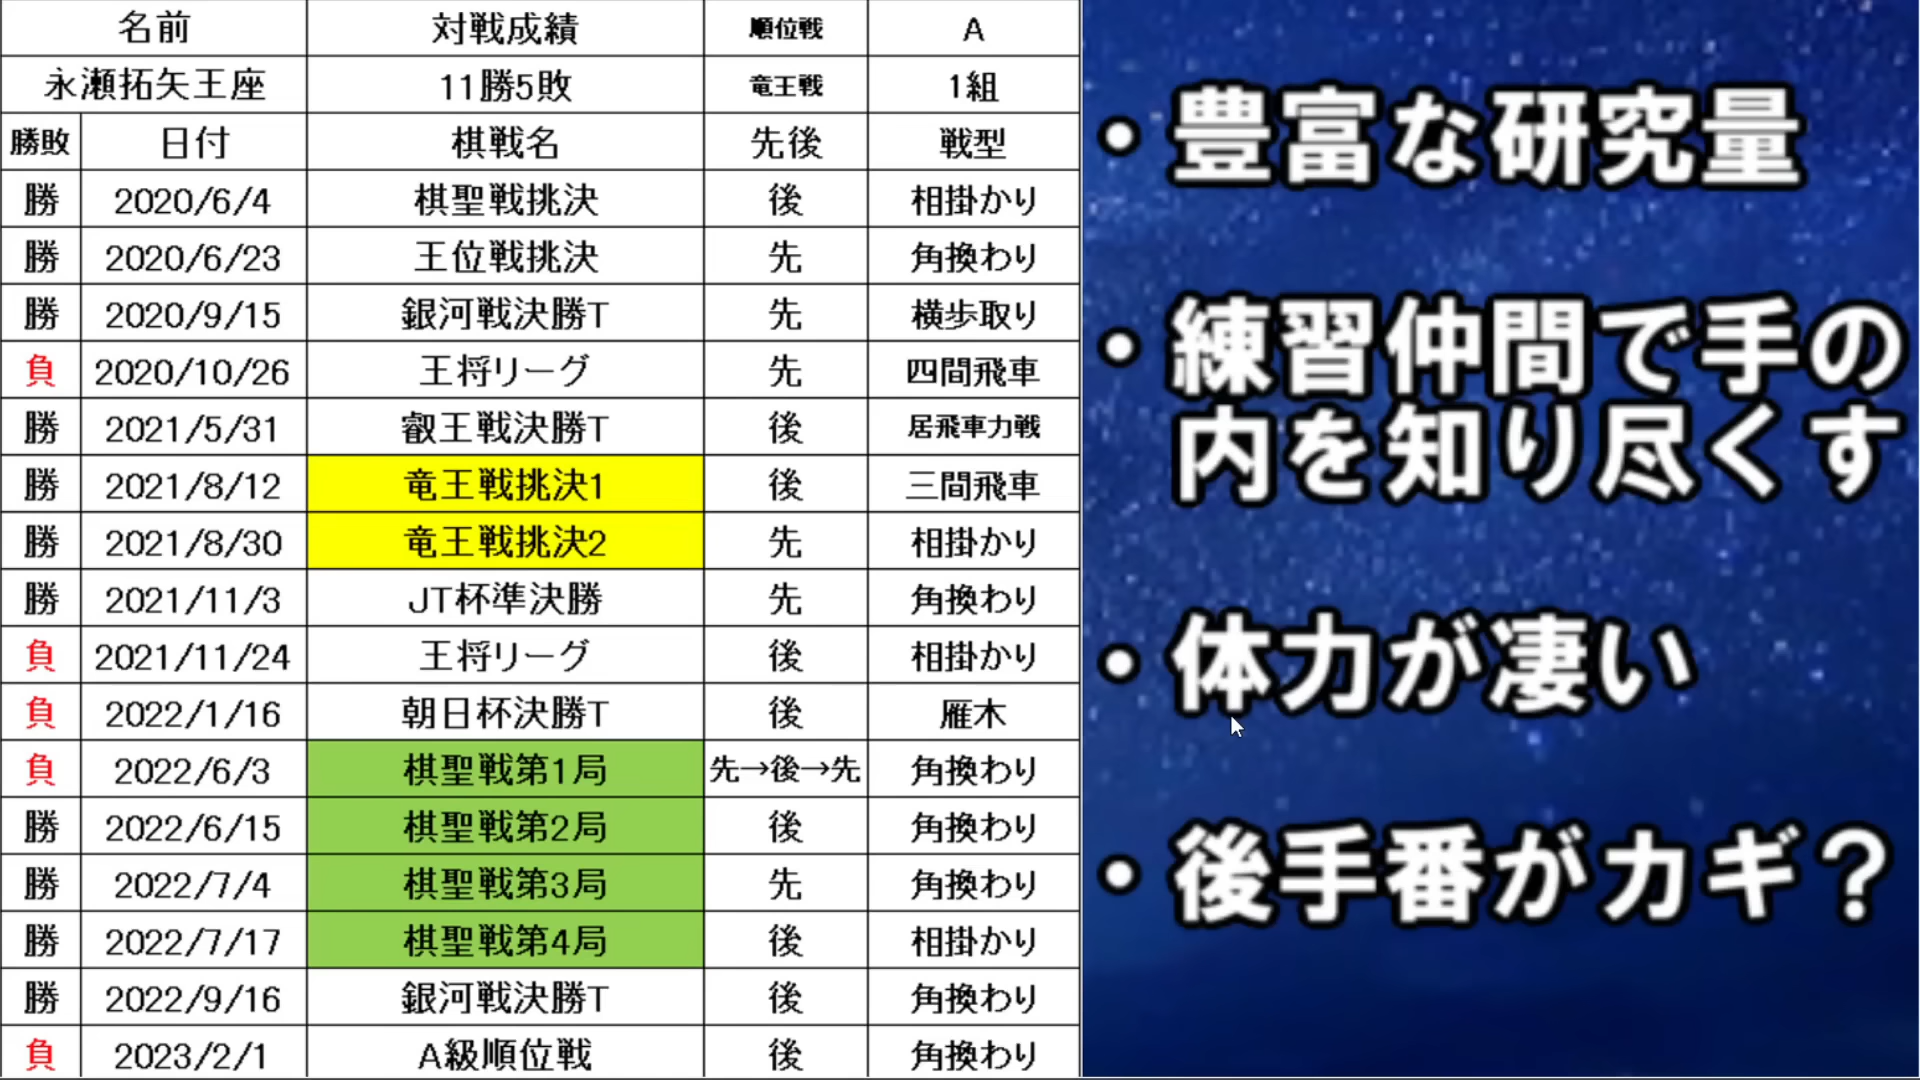 名前 対戦成績 順位戦 A
永瀬拓矢王座 11勝5敗 竜王戦 1組
勝敗 日付 棋戦名 先後 戦型
勝 2020/6/4 棋聖戦挑決 後 相掛かり
勝 2020/6/23 王位戦挑決 先 角換わり
勝 2020/9/15 銀河戦決勝T 先 横歩取り
負 2020/10/26 王将リーグ 先 四間飛車
勝 2021/5/31 叡王戦決勝T 後 居飛車力戦
勝 2021/8/12 竜王戦挑決1 後 三間飛車
勝 2021/8/30 竜王戦挑決2 先 相掛かり
勝 2021/11/3 JT杯準決勝 先 角換わり
負 2021/11/24 王将リーグ 後 相掛かり
負 2022/1/16 朝日杯決勝T 後 雁木
負 2022/6/3 棋聖戦第1局 先→後→先 角換わり
勝 2022/6/15 棋聖戦第2局 後 角換わり
勝 2022/7/4 棋聖戦第3局 先 角換わり
勝 2022/7/17 棋聖戦第4局 後 相掛かり
勝 2022/9/16 銀河戦決勝T 後 角換わり
負 2023/2/1 A級順位戦 後 角換わり
・豊富な研究量
・練習仲間で手の
内を知り尽くす
・体力が凄い
・後手番がカギ？